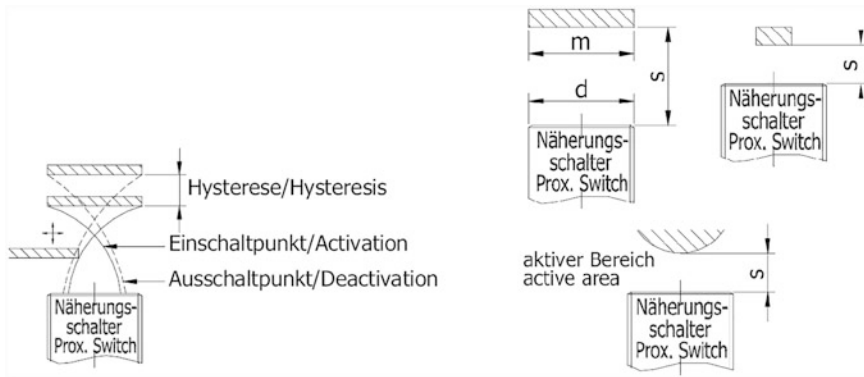 Hysterese/Hysteresis
Einschaltpunkt/Activation
Ausschaltpunkt/Deactivation
Näherungs-
schalter
Prox. Switch
m
s
d
Näherungs-
schalter
Prox. Switch
s
Näherungs-
schalter
Prox. Switch
aktiver Bereich
active area
s
Näherungs-
schalter
Prox. Switch